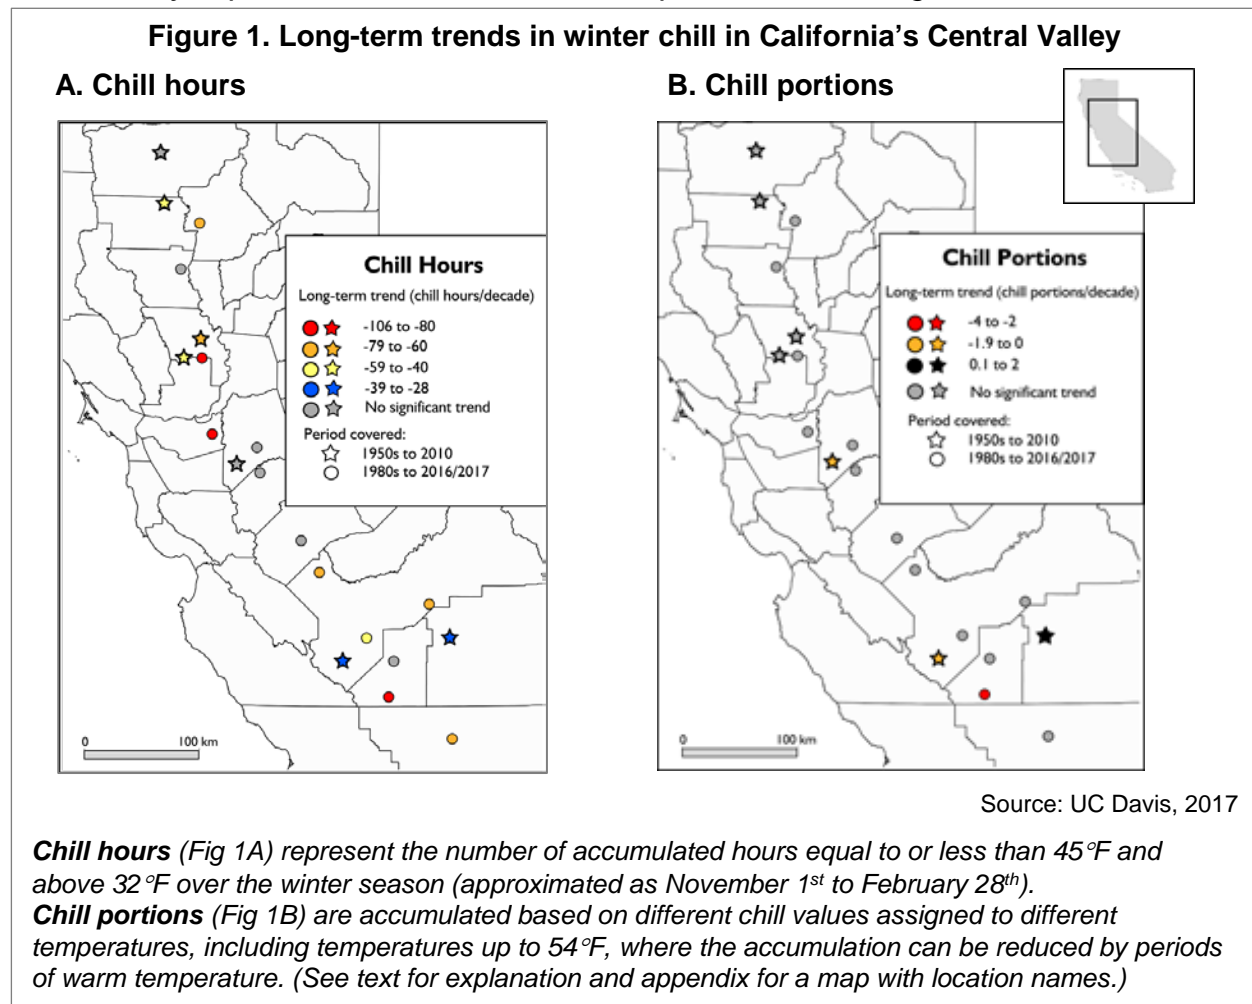 Figure 1. Long-term trends in winter chill in California's Central Valley
A. Chill hours
B. Chill portions
Chill Hours
Long-term trend (chill hours/decade)
-106 to -80
-79 to -60
-59 to -40
-39 to -28
No significant trend
Period covered:
1950s to 2010
1980s to 2016/2017
0 100 km
Chill Portions
Long-term trend (chill portions/decade)
-4 to -2
-1.9 to 0
0.1 to 2
No significant trend
Period covered:
1950s to 2010
1980s to 2016/2017
0 100 km
Source: UC Davis, 2017
Chill hours (Fig 1A) represent the number of accumulated hours equal to or less than 45°F and
above 32°F over the winter season (approximated as November 1st to February 28th).
Chill portions (Fig 1B) are accumulated based on different chill values assigned to different
temperatures, including temperatures up to 54°F, where the accumulation can be reduced by periods
of warm temperature. (See text for explanation and appendix for a map with location names.)